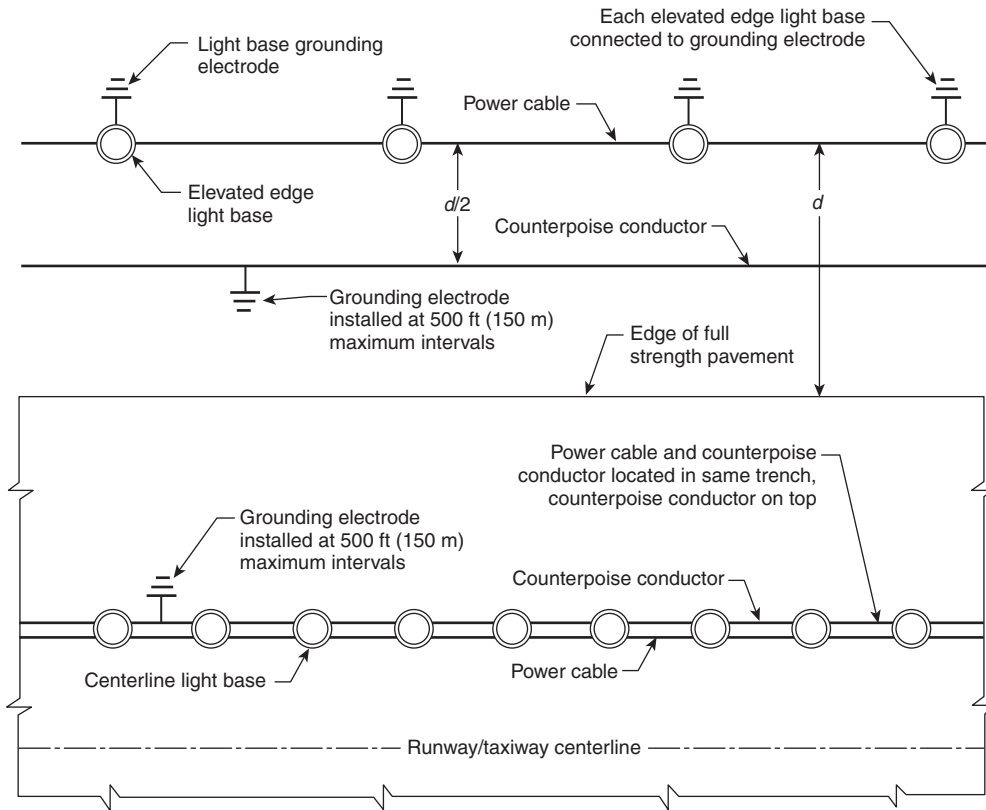 Light base grounding
electrode
Each elevated edge light base
connected to grounding electrode
Power cable
Elevated edge
light base
d/2
d
Counterpoise conductor
Grounding electrode
installed at 500 ft (150 m)
maximum intervals
Edge of full
strength pavement
Power cable and counterpoise
conductor located in same trench,
counterpoise conductor on top
Grounding electrode
installed at 500 ft (150 m)
maximum intervals
Counterpoise conductor
Centerline light base
Power cable
Runway/taxiway centerline